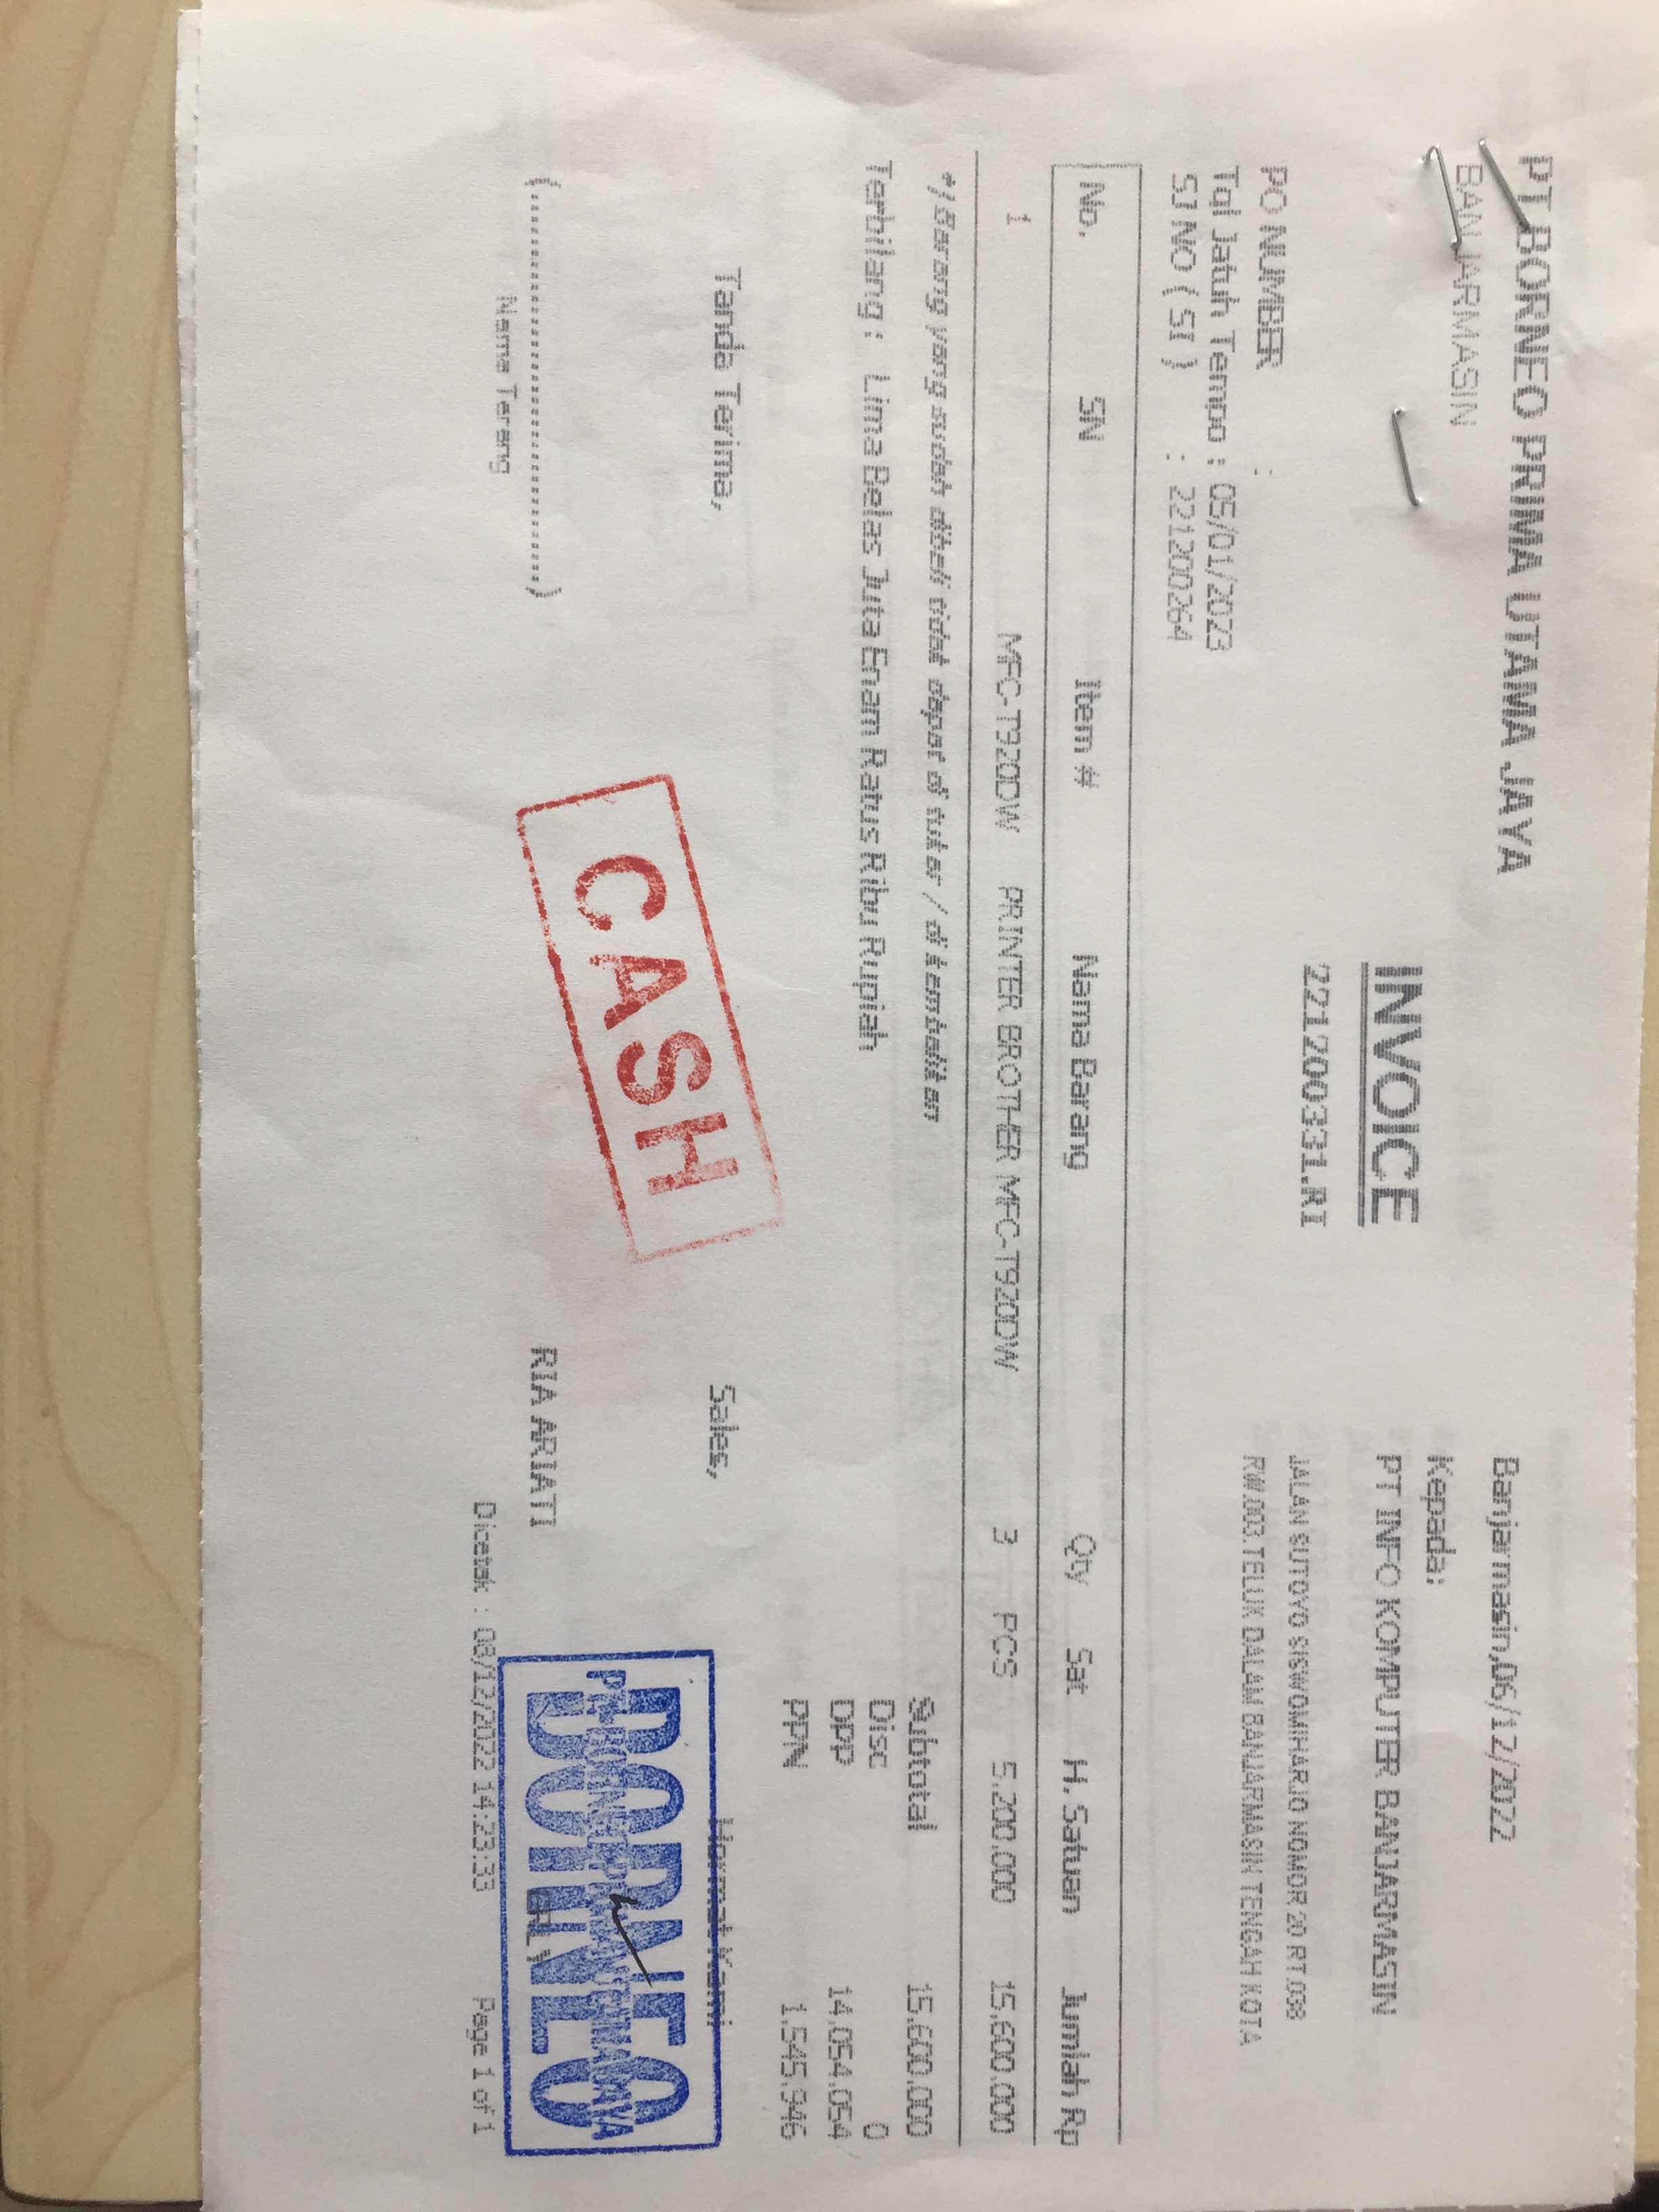 PT BORNEO PRIMA UTAMA JAYA
BANJARMASIN
Banjarmasin,06/12/2022
Kepada:
PT INFO KOMPUTER BANJARMASIN
JALAN SUTOYO SISWOMIHARJO NOMOR 20 RT.038
RW.003.TELUK DALAM BANJARMASIN TENGAH KOTA
INVOICE
22120031.RI
PO NUMBER :
Tgl Jatuh Tempo : 05/01/2023
SJ NO ( SI ) : 221200264
No. SN Item # Nama Barang Qty Sat H. Satuan Jumlah Rp
1 MFC-T920DW PRINTER BROTHER MFC-T920DW 3 PCS 5.200.000 15.600.000
*/ Barang yang sudah dibeli tidak dapat di tukar / di kembalikan
Terbilang : Lima Belas Juta Enam Ratus Ribu Rupiah
Subtotal 15.600.000
Disc 0
DPP 14.054.054
PPN 1.545.946
Tanda Terima,
Sales,
Hormat Kami
CASH
BORNEO
BORNEO
(........................................)
Nama Terang
RIA ARIATI
Dicetak : 08/12/2022 14:23:33
Page 1 of 1